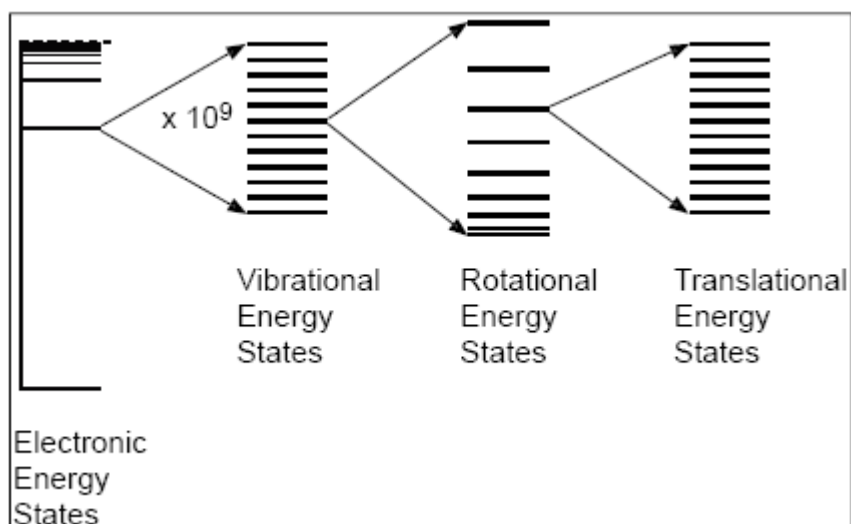 x 10⁹
Vibrational
Energy
States
Rotational
Energy
States
Translational
Energy
States
Electronic
Energy
States